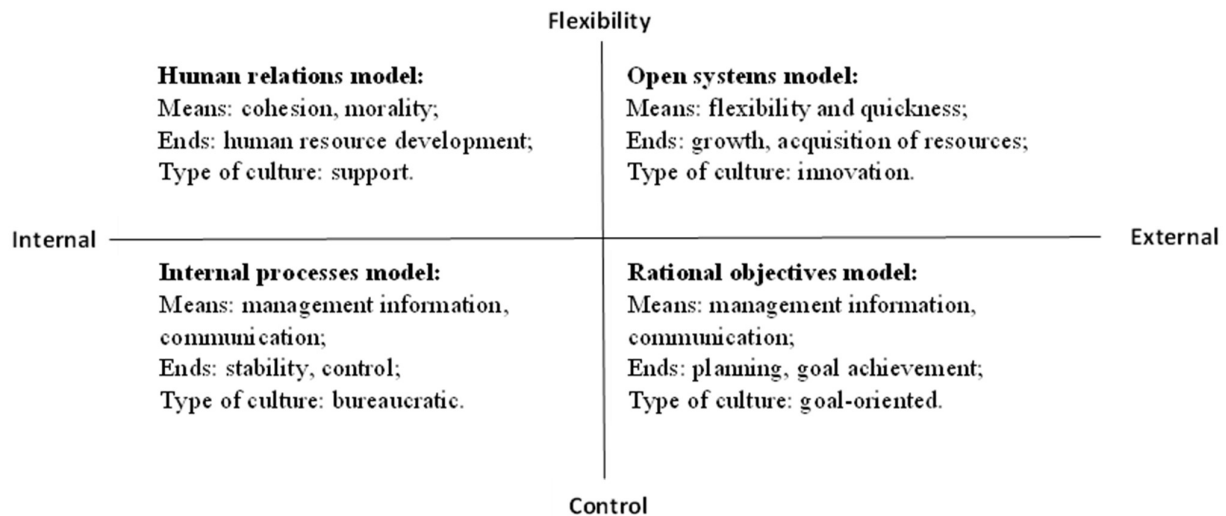 Flexibility
Human relations model:
Means: cohesion, morality;
Ends: human resource development;
Type of culture: support.
Open systems model:
Means: flexibility and quickness;
Ends: growth, acquisition of resources;
Type of culture: innovation.
Internal
External
Internal processes model:
Means: management information,
communication;
Ends: stability, control;
Type of culture: bureaucratic.
Rational objectives model:
Means: management information,
communication;
Ends: planning, goal achievement;
Type of culture: goal-oriented.
Control